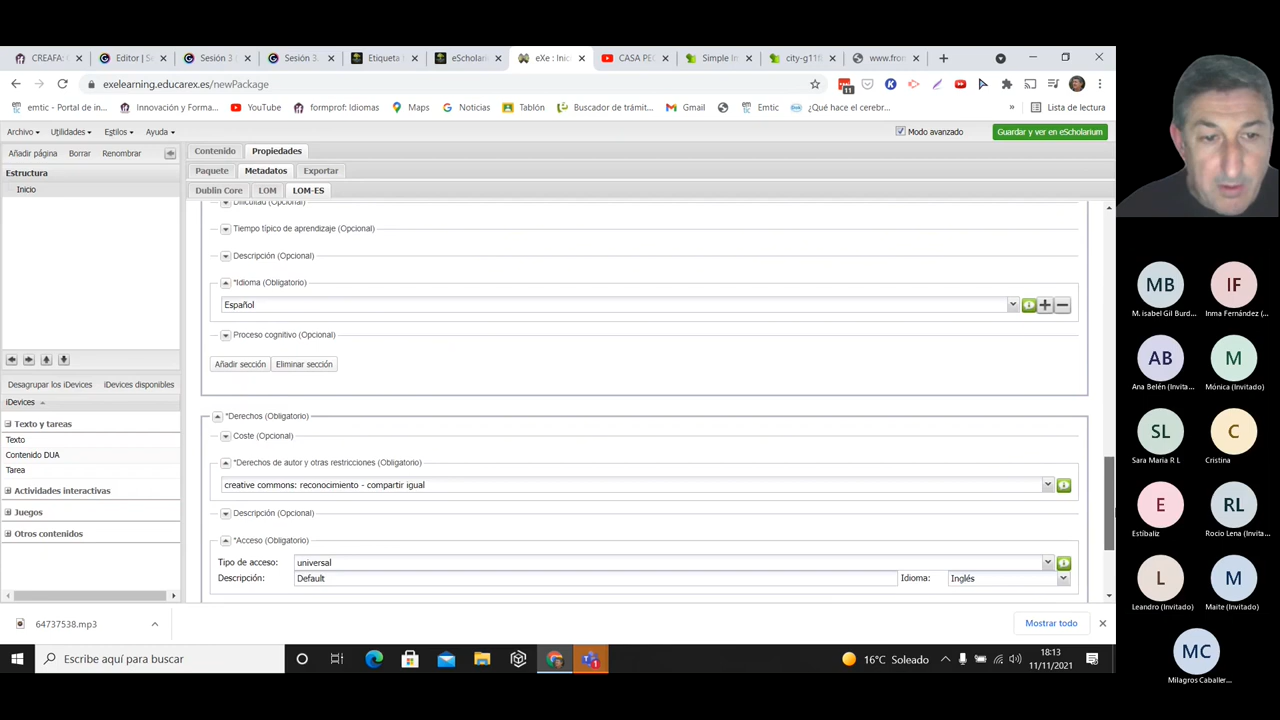 CREAFA:
Editor | S
Sesión 3
Sesión 3.
Etiqueta
eScholari
eXe : Inic
CASA PE
Simple In
city-g11f
www.fron
exelearning.educarex.es/newPackage
11
emtic - Portal de in...
Innovación y Forma...
YouTube
formprof: Idiomas
Maps
Noticias
Tablón
Buscador de trámit...
Gmail
Emtic
¿Qué hace el cerebr...
»
Lista de lectura
Archivo
Utilidades
Estilos
Ayuda
Modo avanzado
Guardar y ver en eScholarium
Añadir página
Borrar
Renombrar
Contenido
Propiedades
Estructura
Inicio
Paquete
Metadatos
Exportar
Dublin Core
LOM
LOM-ES
Dificultad (Opcional)
Tiempo típico de aprendizaje (Opcional)
Descripción (Opcional)
*Idioma (Obligatorio)
Español
Proceso cognitivo (Opcional)
Añadir sección
Eliminar sección
Desagrupar los iDevices
iDevices disponibles
iDevices
Texto y tareas
Texto
Contenido DUA
Tarea
Actividades interactivas
Juegos
Otros contenidos
*Derechos (Obligatorio)
Coste (Opcional)
*Derechos de autor y otras restricciones (Obligatorio)
creative commons: reconocimiento - compartir igual
Descripción (Opcional)
*Acceso (Obligatorio)
Tipo de acceso:
universal
Descripción:
Default
Idioma:
Inglés
64737538.mp3
Mostrar todo
Escribe aquí para buscar
1
16°C Soleado
18:13
11/11/2021
MB
M. isabel Gil Burd...
IF
Inma Fernández (...
AB
Ana Belén (Invita...
M
Mónica (Invitado)
SL
Sara Maria R L
C
Cristina
E
Estíbaliz
RL
Rocio Lena (Invita...
L
Leandro (Invitado)
M
Maite (Invitado)
MC
Milagros Caballer...